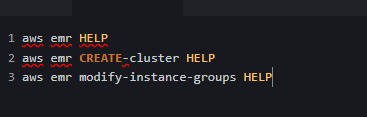 1 aws emr HELP
2 aws emr CREATE-cluster HELP
3 aws emr modify-instance-groups HELP